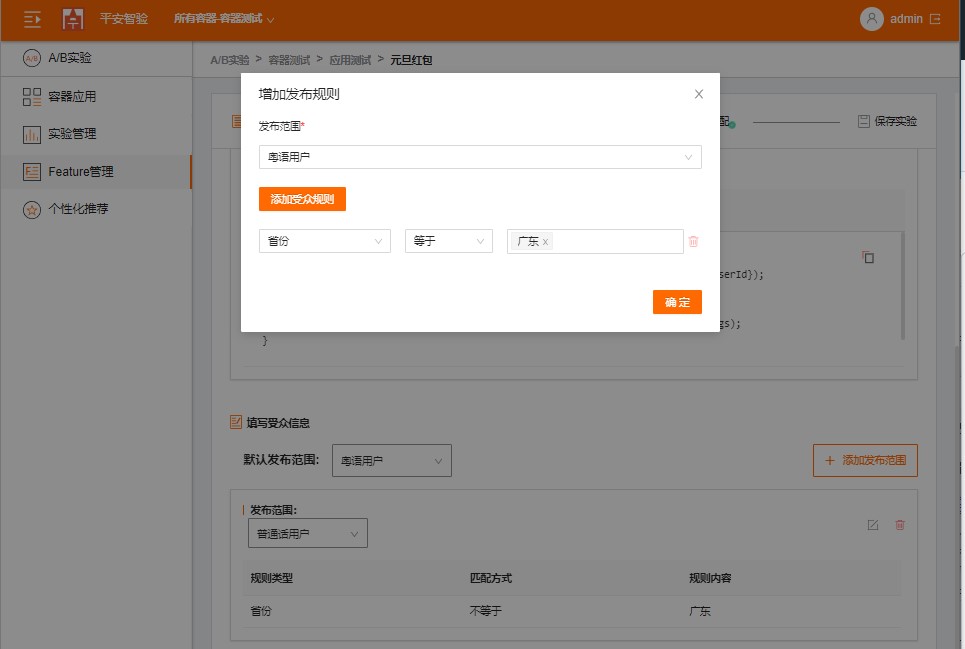 平安智验
所有容器-容器测试
admin
A/B
A/B实验
容器应用
实验管理
Feature管理
个性化推荐
A/B实验 > 容器测试 > 应用测试 > 元旦红包
增加发布规则
发布范围*
粤语用户
添加受众规则
省份
等于
广东 x
确定
配
保存实验
serId});
gs);
}
填写受众信息
默认发布范围:
粤语用户
+ 添加发布范围
发布范围:
普通话用户
规则类型 匹配方式 规则内容
省份 不等于 广东